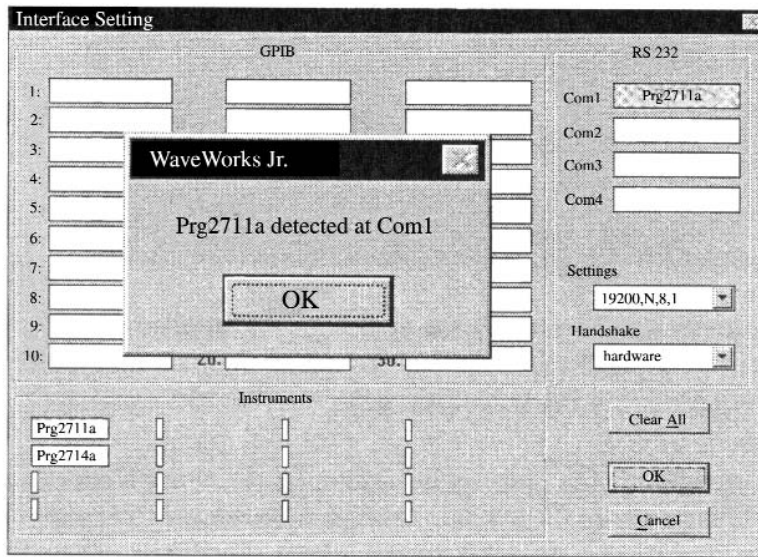 Interface Setting
GPIB
RS 232
1:
2:
3:
4:
5:
6:
7:
8:
9:
10:
20.
30.
Com1 Prg2711a
Com2
Com3
Com4
WaveWorks Jr.
Prg2711a detected at Com1
OK
Settings
19200,N,8,1
Handshake
hardware
Instruments
Prg2711a
Prg2714a
Clear All
OK
Cancel